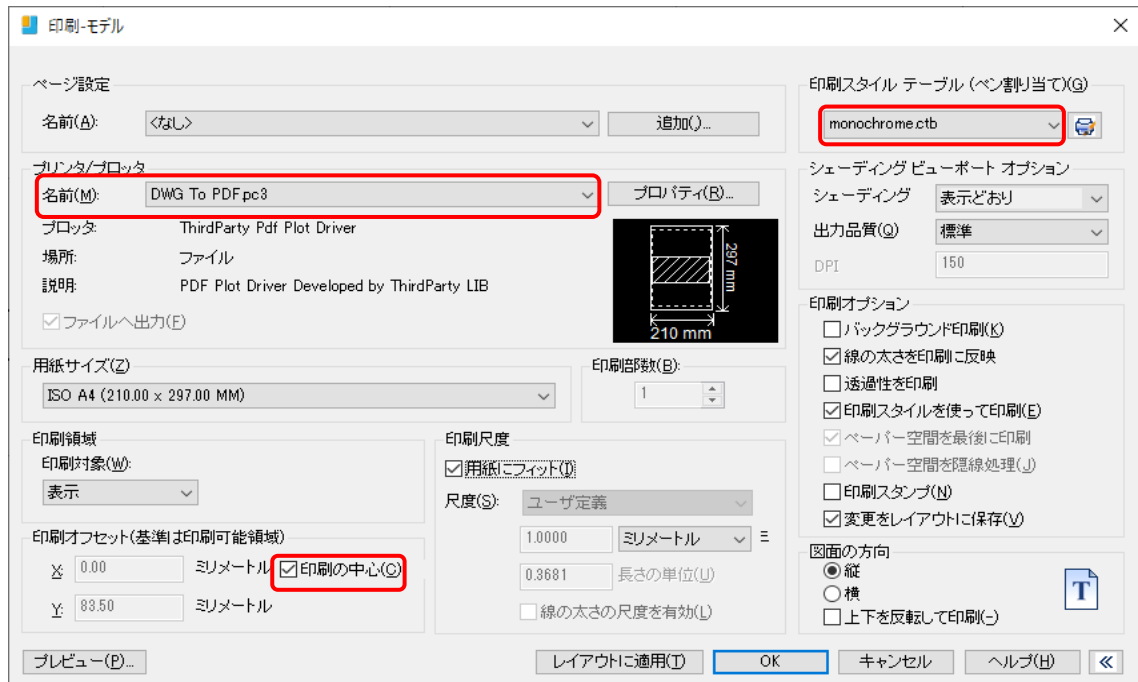 印刷-モデル
ページ設定
名前(A):
<なし>
追加()...
プリンタ/プロッタ
名前(M):
DWG To PDF.pc3
プロパティ(R)...
プロッタ:
ThirdParty Pdf Plot Driver
場所:
ファイル
説明:
PDF Plot Driver Developed by ThirdParty LIB
ファイルへ出力(F)
297 mm
210 mm
用紙サイズ(Z)
ISO A4 (210.00 x 297.00 MM)
印刷部数(B):
1
印刷領域
印刷対象(W):
表示
印刷オフセット(基準は印刷可能領域)
X:
0.00
ミリメートル
印刷の中心(C)
Y:
83.50
ミリメートル
印刷尺度
用紙にフィット(I)
尺度(S):
ユーザ定義
1.0000
ミリメートル
0.3681
長さの単位(U)
線の太さの尺度を有効(L)
印刷スタイル テーブル (ペン割り当て)(G)
monochrome.ctb
シェーディング ビューポート オプション
シェーディング
表示どおり
出力品質(Q)
標準
DPI
150
印刷オプション
バックグラウンド印刷(K)
線の太さを印刷に反映
透過性を印刷
印刷スタイルを使って印刷(E)
ペーパー空間を最後に印刷
ペーパー空間を隠線処理(J)
印刷スタンプ(N)
変更をレイアウトに保存(V)
図面の方向
縦
横
上下を反転して印刷(-)
T
プレビュー(P)...
レイアウトに適用(T)
OK
キャンセル
ヘルプ(H)